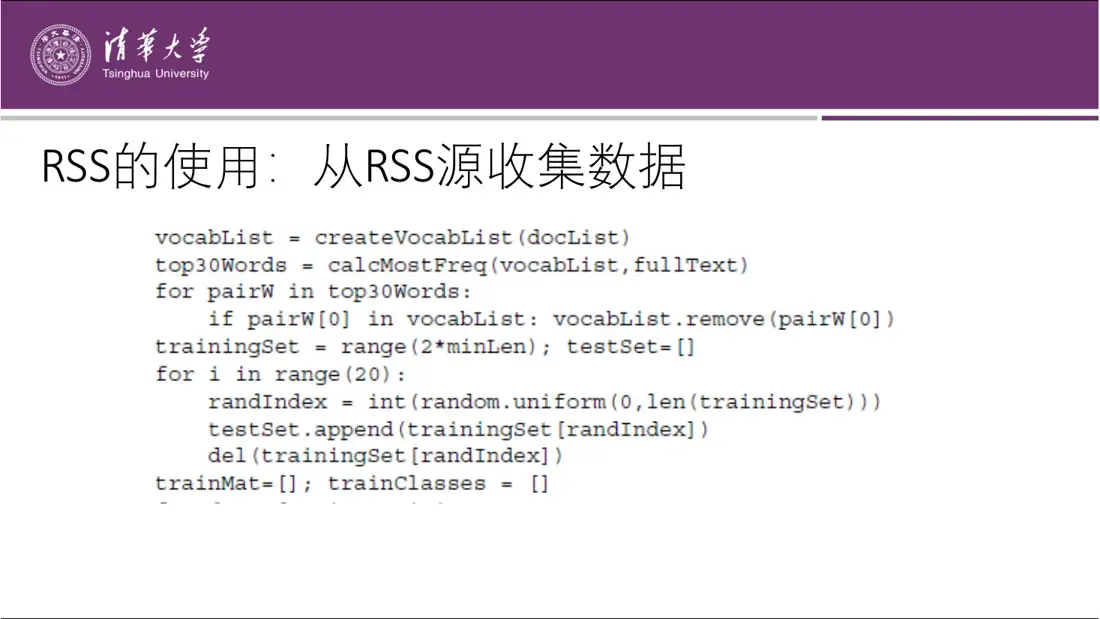 清华大学
Tsinghua University
RSS的使用： 从RSS源收集数据
vocabList = createVocabList(docList)
top30Words = calcMostFreq(vocabList,fullText)
for pairW in top30Words:
    if pairW[0] in vocabList: vocabList.remove(pairW[0])
trainingSet = range(2*minLen); testSet=[]
for i in range(20):
    randIndex = int(random.uniform(0,len(trainingSet)))
    testSet.append(trainingSet[randIndex])
    del(trainingSet[randIndex])
trainMat=[]; trainClasses = []